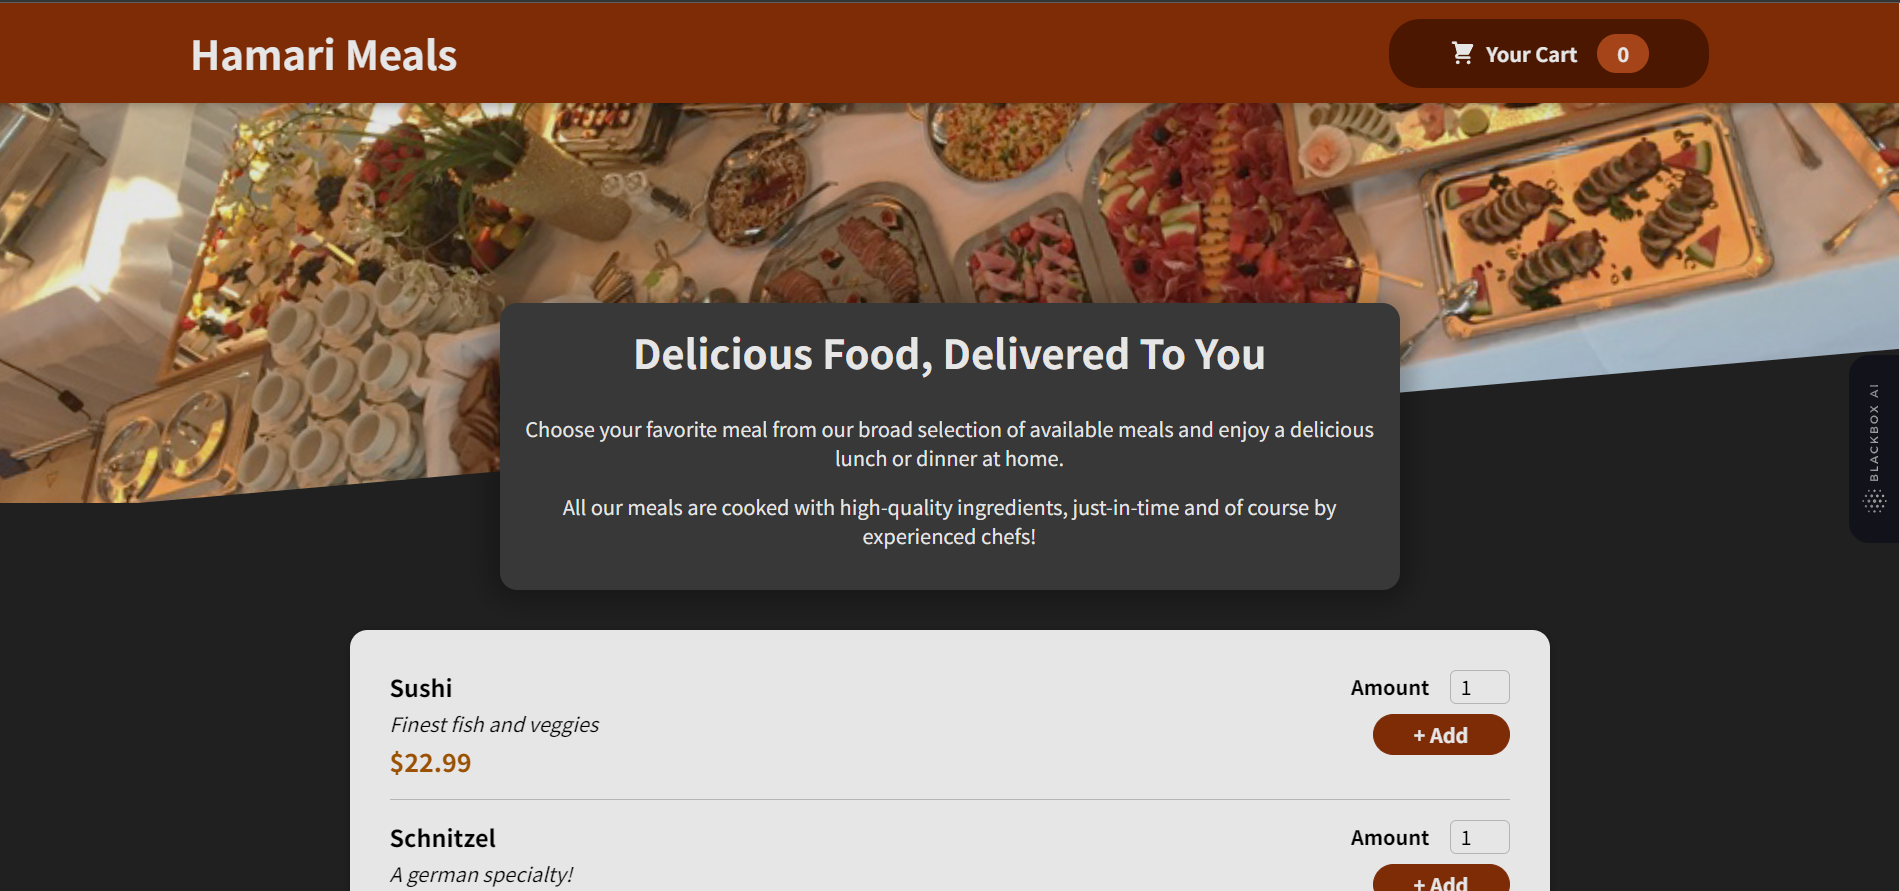 Hamari Meals
Your Cart 0
Delicious Food, Delivered To You
Choose your favorite meal from our broad selection of available meals and enjoy a delicious
lunch or dinner at home.
All our meals are cooked with high-quality ingredients, just-in-time and of course by
experienced chefs!
BLACKBOX AI
Sushi
Finest fish and veggies
$22.99
Amount 1
+ Add
Schnitzel
A german specialty!
Amount 1
+ Add